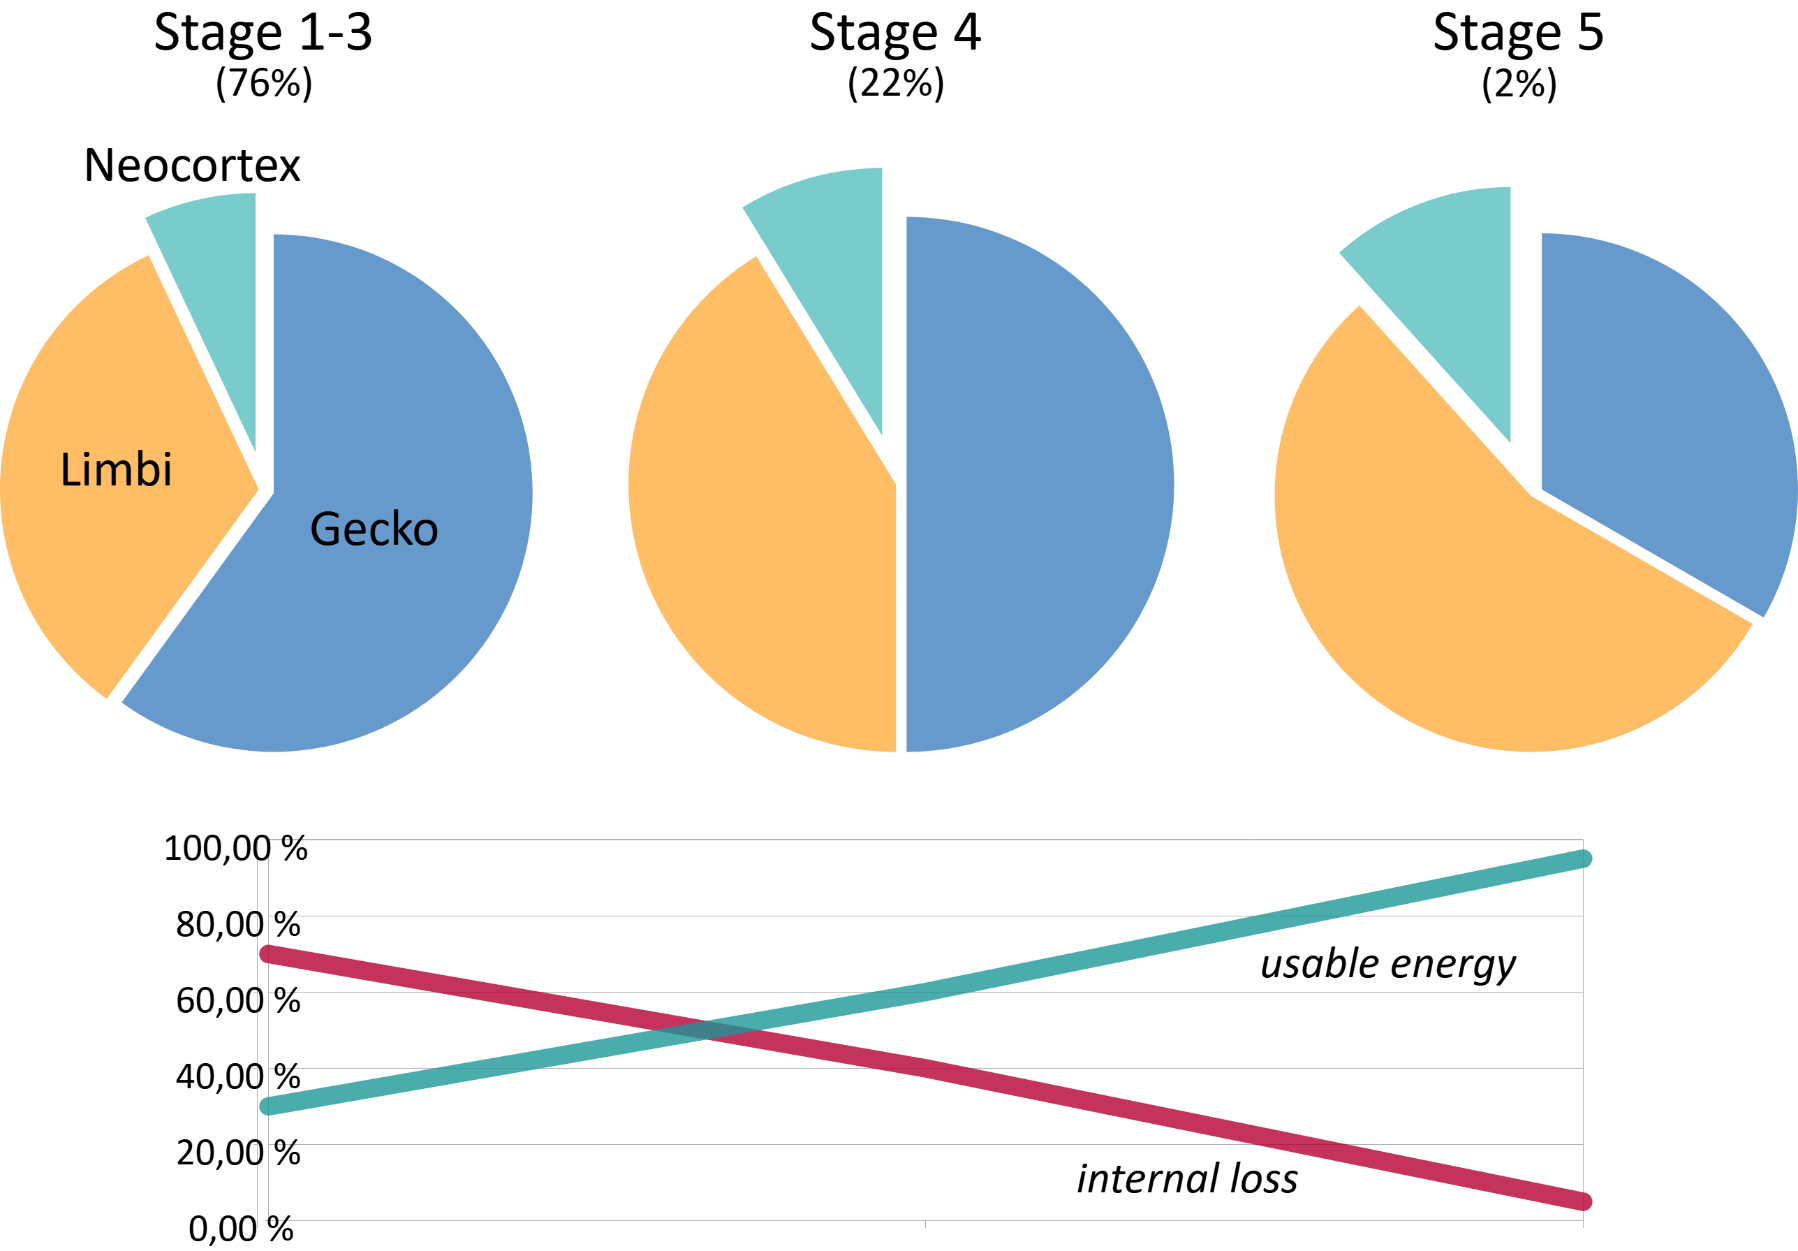 Stage 1-3
(76%)
Stage 4
(22%)
Stage 5
(2%)
Neocortex
Limbi
Gecko
100,00 %
80,00 %
60,00 %
40,00 %
20,00 %
0,00 %
usable energy
internal loss